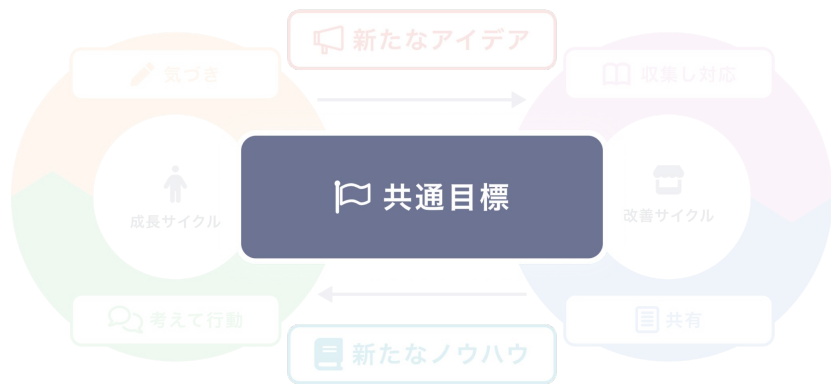 新たなアイデア
気づき
収集し対応
共通目標
成長サイクル
改善サイクル
考えて行動
共有
新たなノウハウ